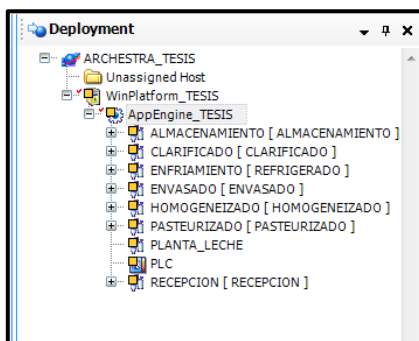 Deployment
ARCHESTRA_TESIS
Unassigned Host
WinPlatform_TESIS
AppEngine_TESIS
ALMACENAMIENTO [ ALMACENAMIENTO ]
CLARIFICADO [ CLARIFICADO ]
ENFRIAMIENTO [ REFRIGERADO ]
ENVASADO [ ENVASADO ]
HOMOGENEIZADO [ HOMOGENEIZADO ]
PASTEURIZADO [ PASTEURIZADO ]
PLANTA_LECHE
PLC
RECEPCION [ RECEPCION ]